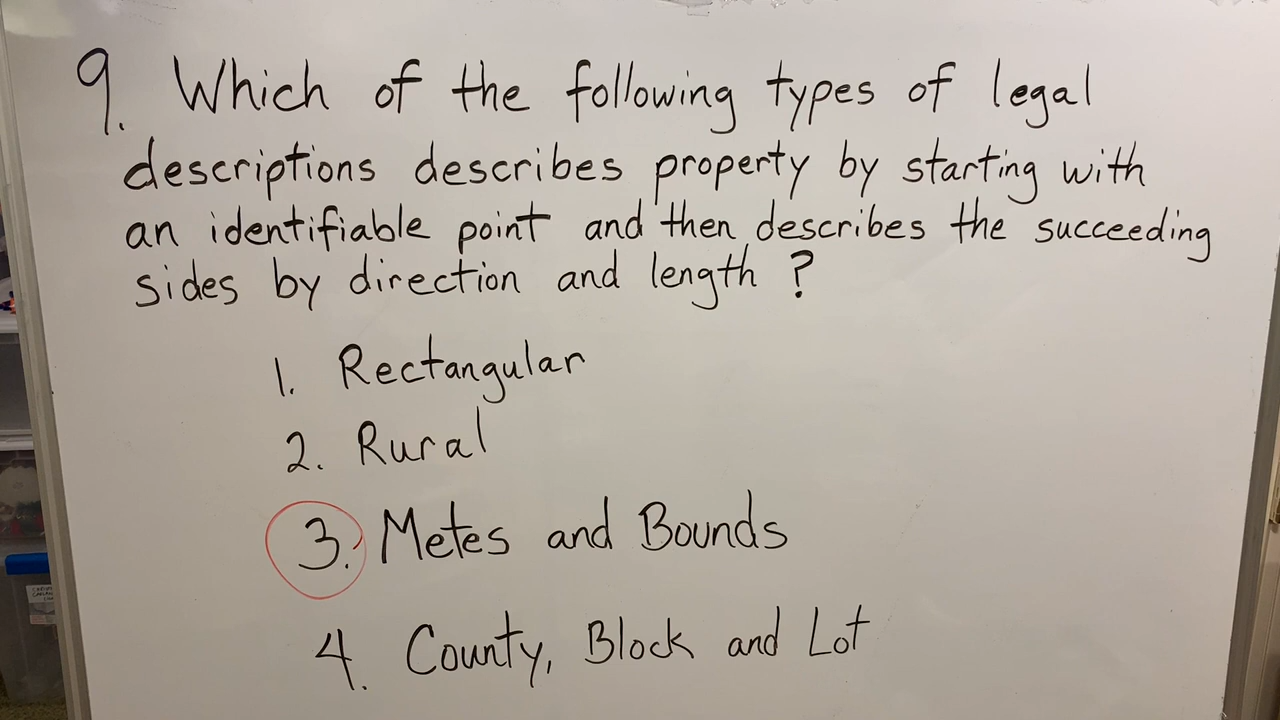 9. Which of the following types of legal
descriptions describes property by starting with
an identifiable point and then describes the succeeding
sides by direction and length?
1. Rectangular
2. Rural
3. Metes and Bounds
4. County, Block and Lot